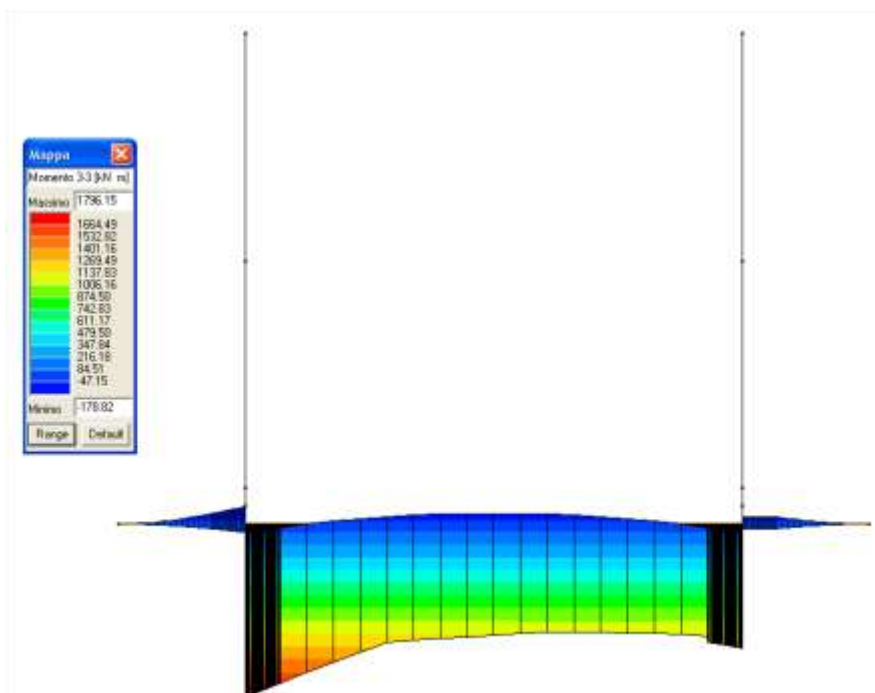 Mappa
Momento 3-3 [kN m]
Massimo 1796.15
1664.49
1532.82
1401.16
1269.49
1137.83
1006.16
874.50
742.83
611.17
479.50
347.84
216.18
84.51
-47.15
Minimo -178.82
Range Default